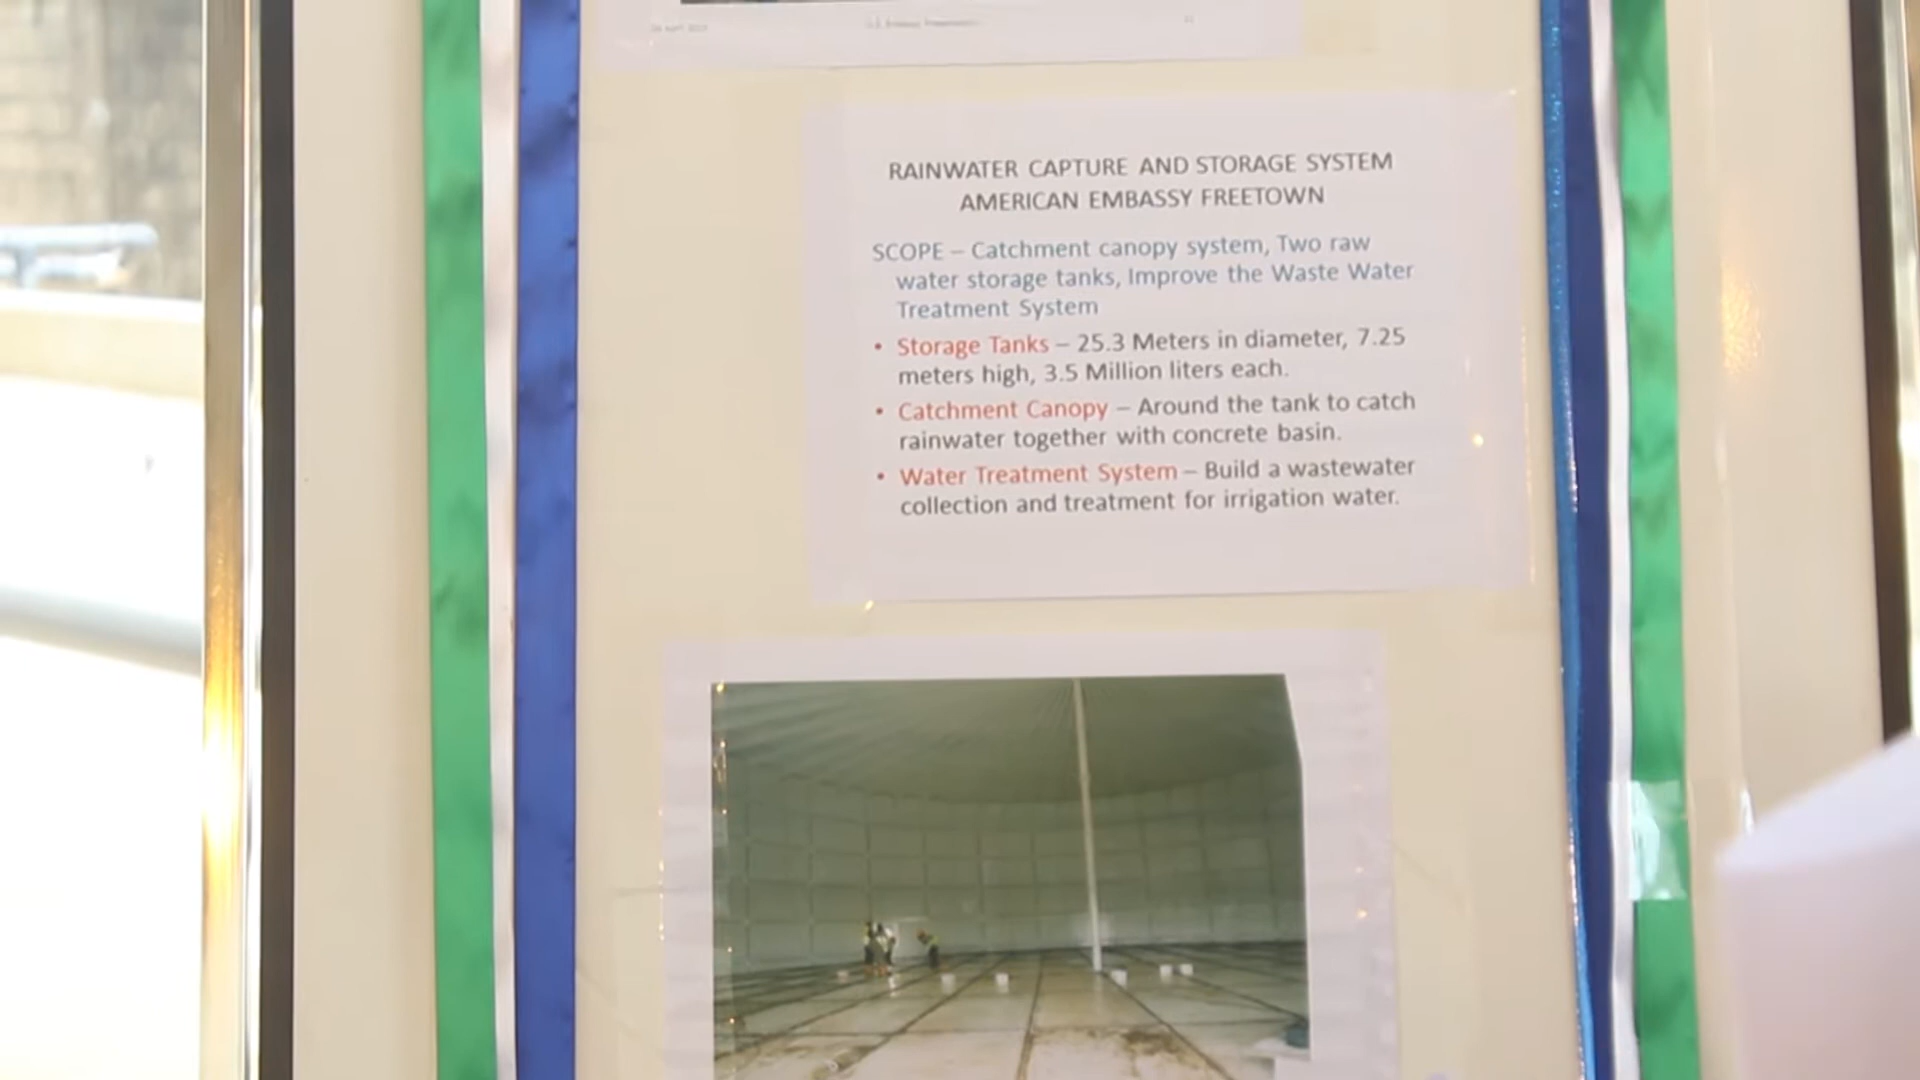 U.S. Embassy Presentation
RAINWATER CAPTURE AND STORAGE SYSTEM
AMERICAN EMBASSY FREETOWN
SCOPE – Catchment canopy system, Two raw
water storage tanks, Improve the Waste Water
Treatment System
• Storage Tanks – 25.3 Meters in diameter, 7.25
meters high, 3.5 Million liters each.
• Catchment Canopy – Around the tank to catch
rainwater together with concrete basin.
• Water Treatment System – Build a wastewater
collection and treatment for irrigation water.